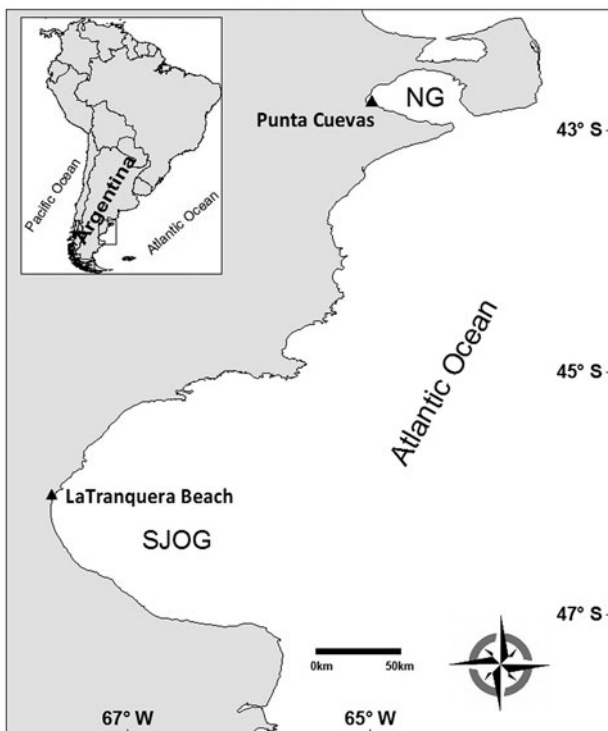 Pacific Ocean
Argentina
Atlantic Ocean
NG
Punta Cuevas
43° S
Atlantic Ocean
45° S
LaTranquera Beach
SJOG
47° S
0km
50km
67° W
65° W